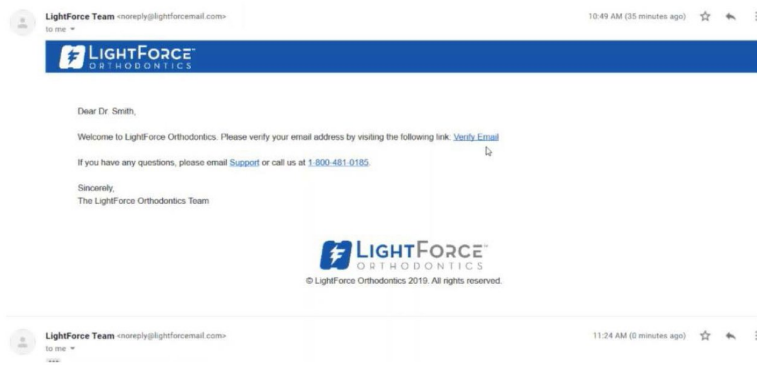 LightForce Team <noreply@lightforcemail.com> 10:49 AM (35 minutes ago)
to me
LIGHTFORCE™
ORTHODONTICS
Dear Dr. Smith,
Welcome to LightForce Orthodontics. Please verify your email address by visiting the following link. Verify Email
If you have any questions, please email Support or call us at 1-800-481-0185.
Sincerely,
The LightForce Orthodontics Team
LIGHTFORCE™
ORTHODONTICS
© LightForce Orthodontics 2019. All rights reserved.
LightForce Team <noreply@lightforcemail.com> 11:24 AM (0 minutes ago)
to me